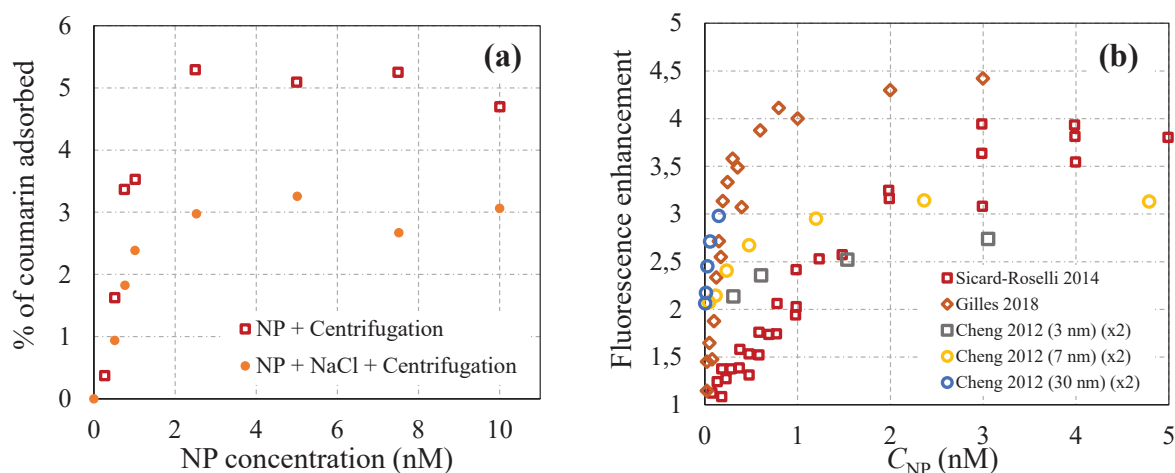 (a)
% of coumarin adsorbed
6
5
4
3
2
1
0
NP + Centrifugation
NP + NaCl + Centrifugation
0 2 4 6 8 10
NP concentration (nM)
(b)
Fluorescence enhancement
5
4,5
4
3,5
3
2,5
2
1,5
1
Sicard-Roselli 2014
Gilles 2018
Cheng 2012 (3 nm) (x2)
Cheng 2012 (7 nm) (x2)
Cheng 2012 (30 nm) (x2)
0 1 2 3 4 5
CNP (nM)